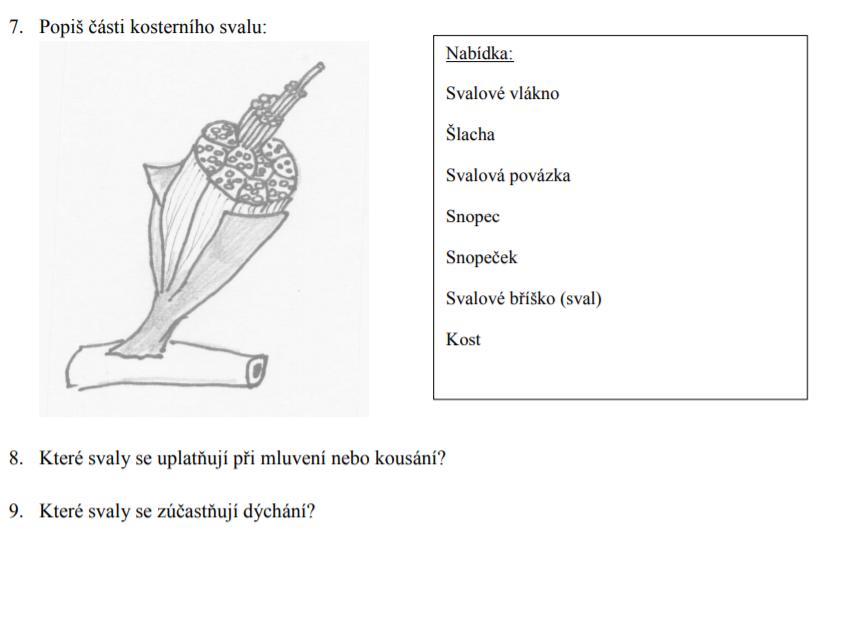 7. Popiš části kosterního svalu:
Nabídka:
Svalové vlákno
Šlacha
Svalová povázka
Snopec
Snopeček
Svalové bříško (sval)
Kost
8. Které svaly se uplatňují při mluvení nebo kousání?
9. Které svaly se zúčastňují dýchání?